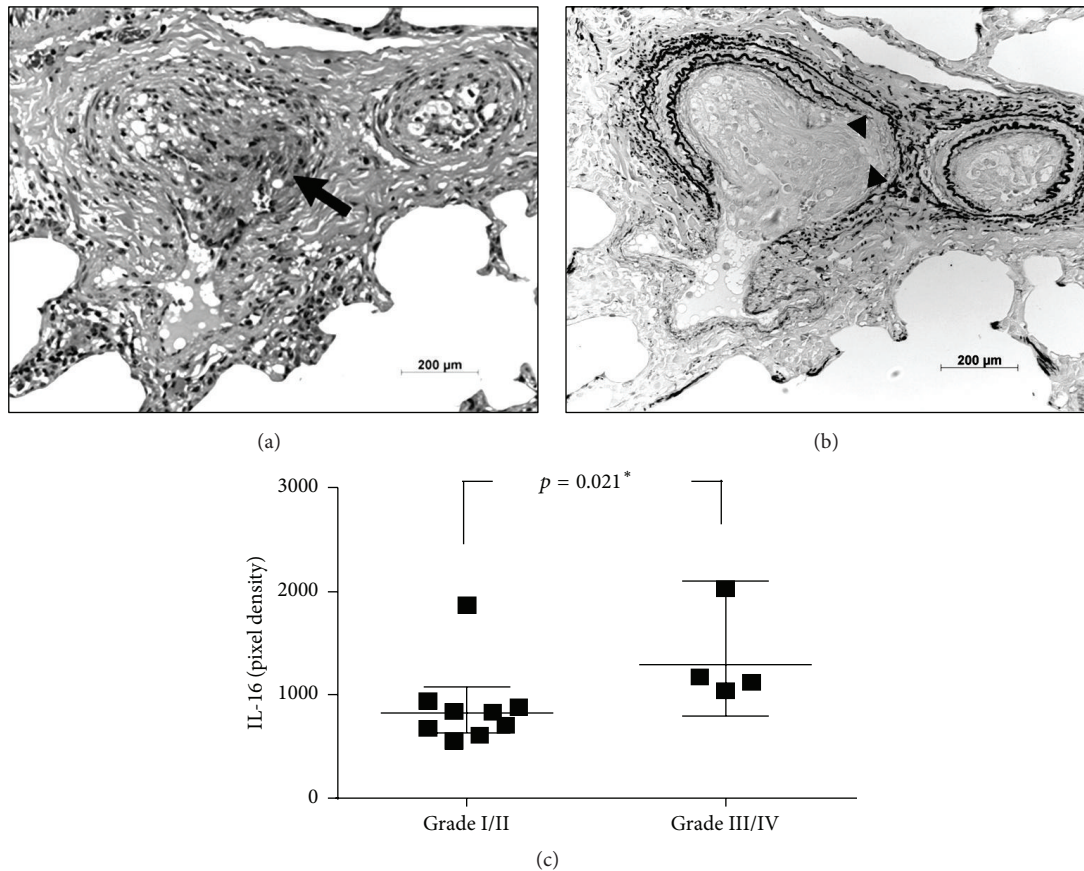 200 µm
200 µm
(a)
(b)
p = 0.021*
3000
2000
1000
0
IL-16 (pixel density)
Grade I/II
Grade III/IV
(c)